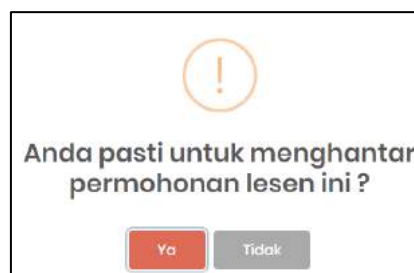 !
Anda pasti untuk menghantar
permohonan lesen ini ?
Ya
Tidak